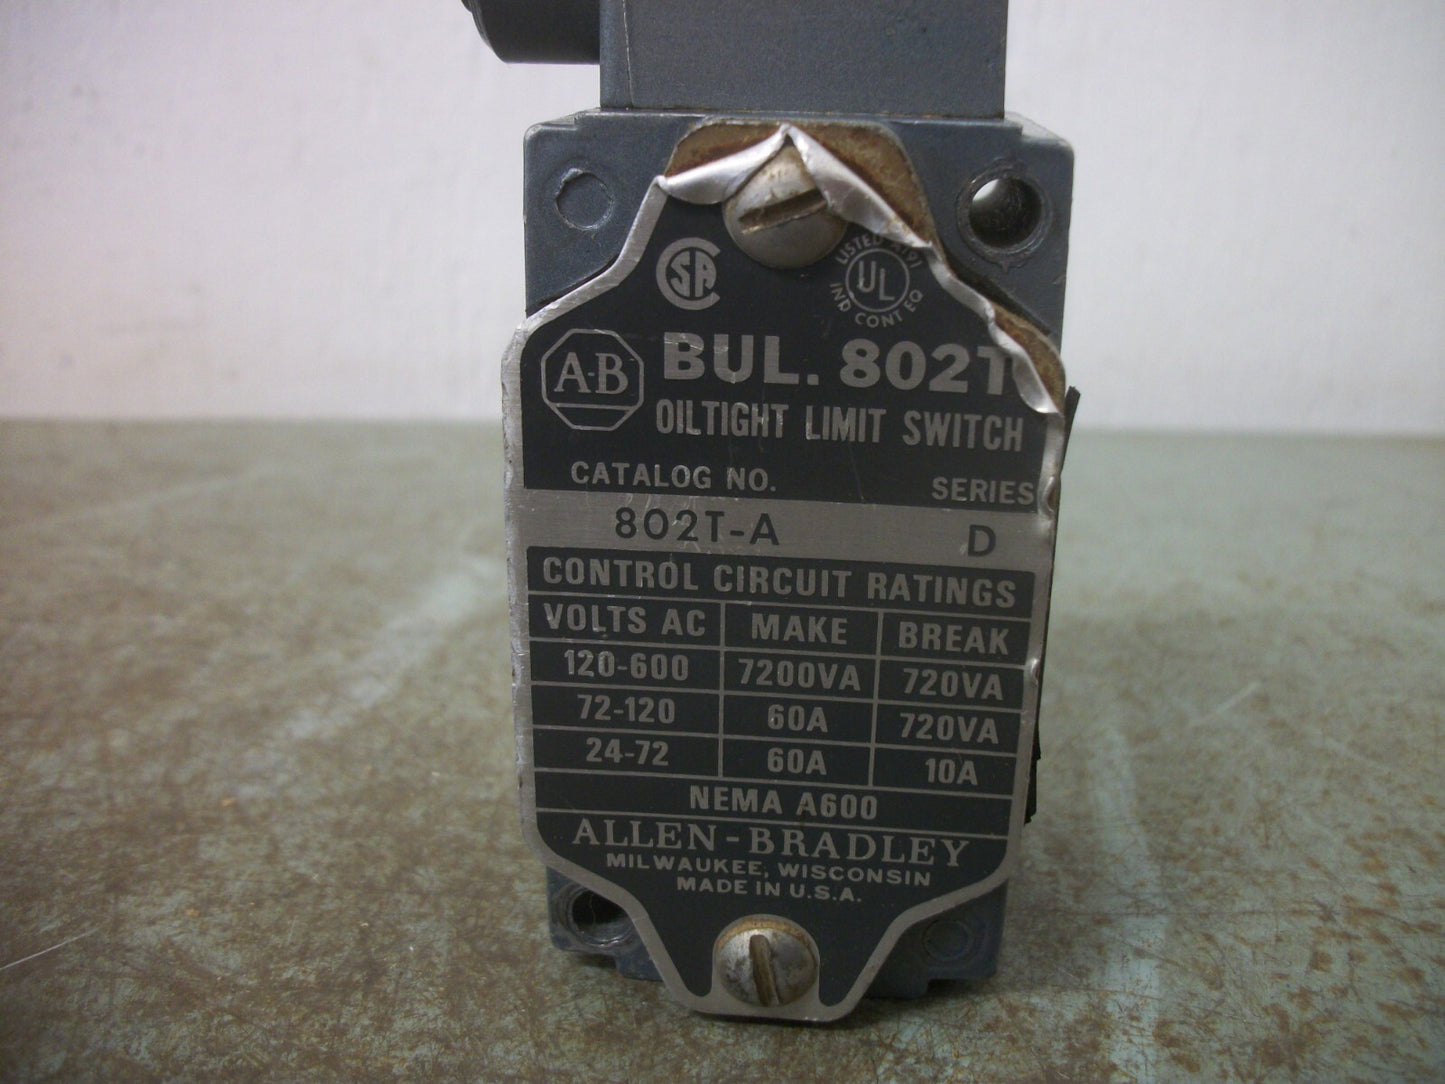 CSA
LISTED 4191
UL
IND CONT EQ
A-B
BUL. 802T
OILTIGHT LIMIT SWITCH
CATALOG NO. SERIES
802T-A D
CONTROL CIRCUIT RATINGS
VOLTS AC MAKE BREAK
120-600 7200VA 720VA
72-120 60A 720VA
24-72 60A 10A
NEMA A600
ALLEN-BRADLEY
MILWAUKEE, WISCONSIN
MADE IN U.S.A.